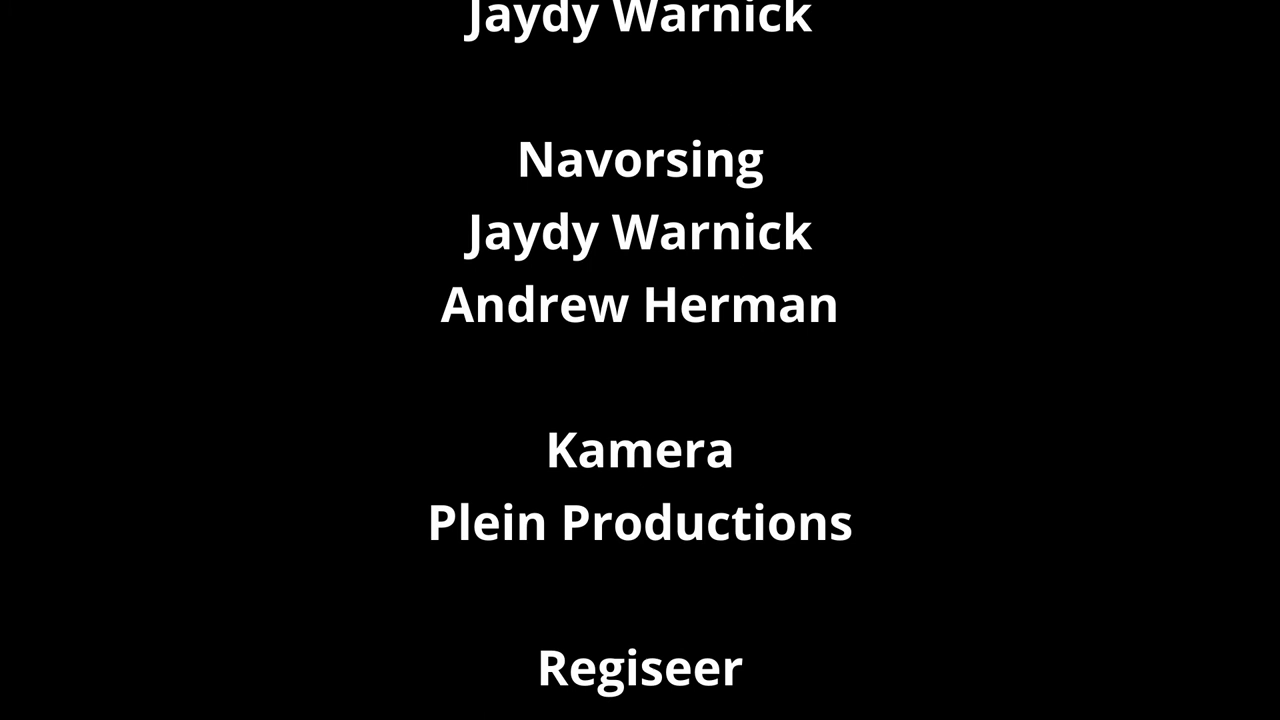 Jaydy Warnick
Navorsing
Jaydy Warnick
Andrew Herman
Kamera
Plein Productions
Regiseer